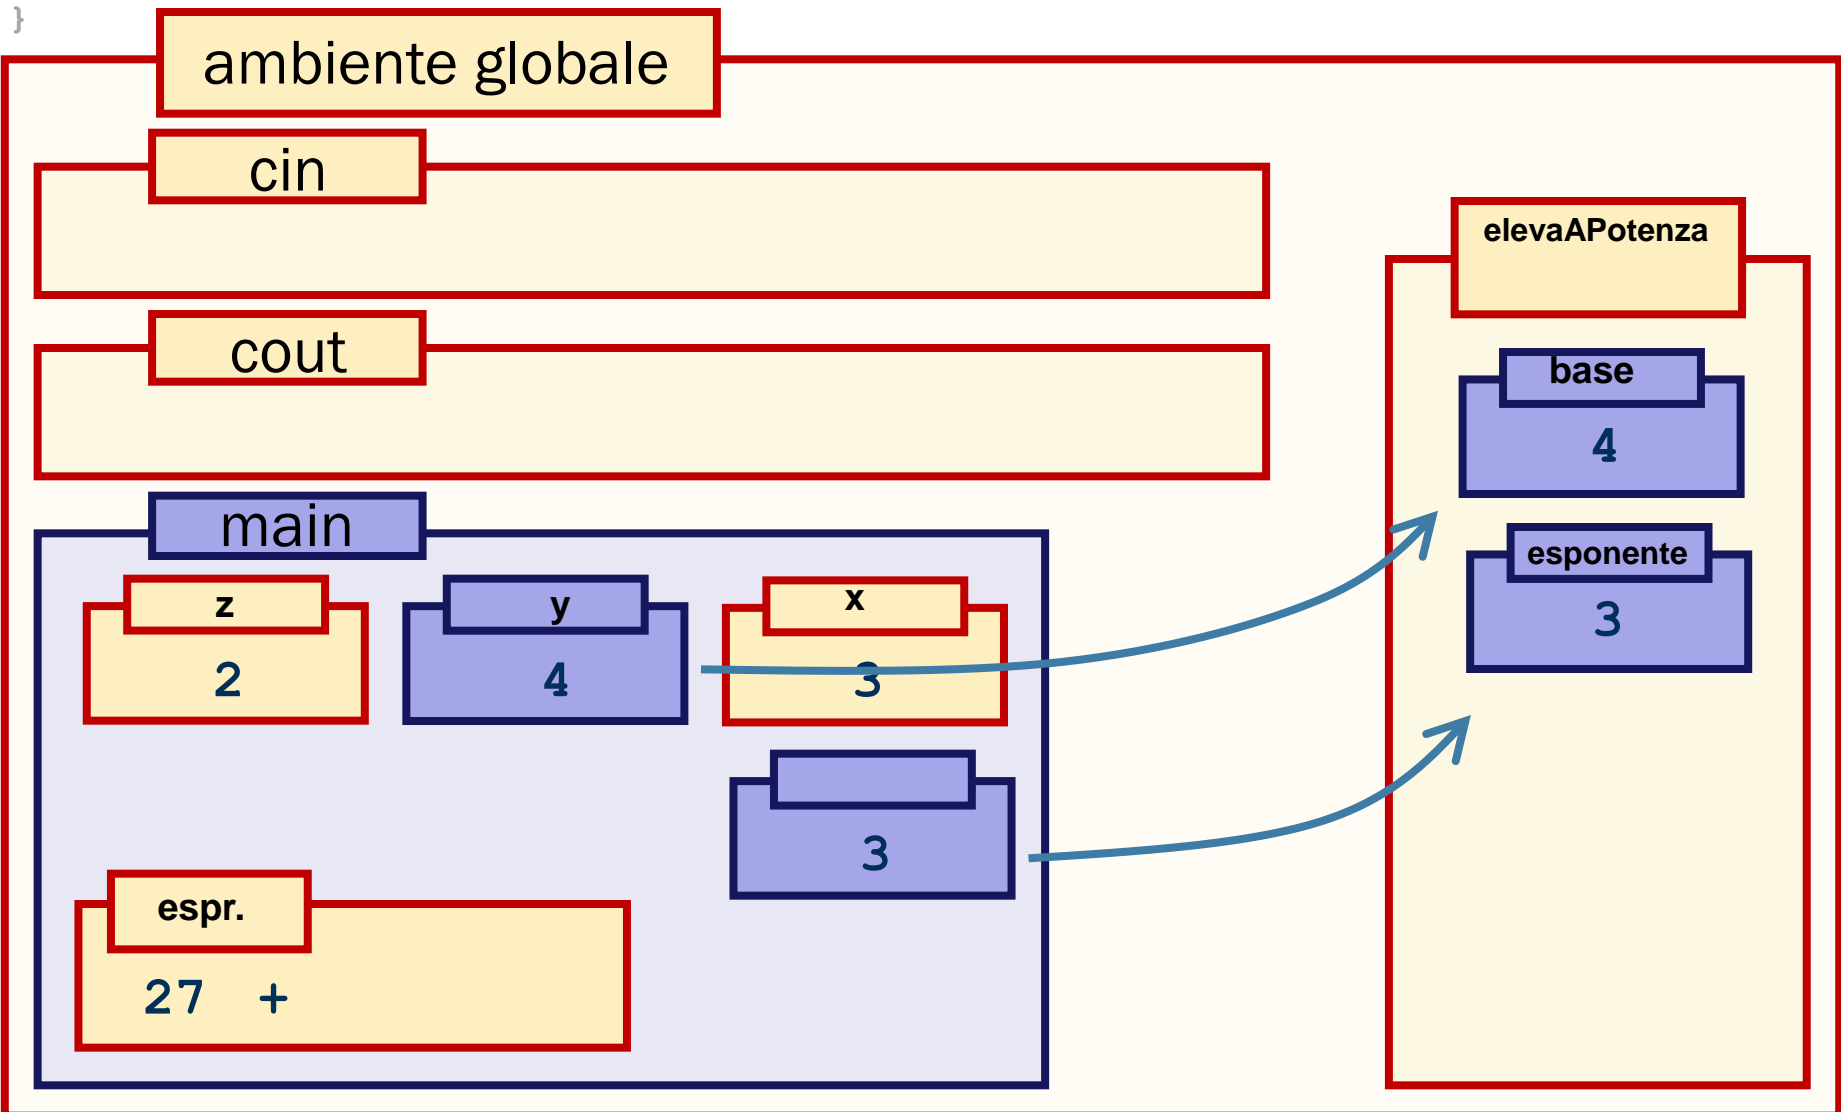 }
ambiente globale
cin
cout
elevaAPotenza
base
4
esponente
3
main
z
2
y
4
x
3
3
espr.
27 +